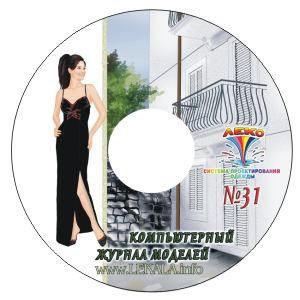 ЛЕКО
СИСТЕМА ПРОЕКТИРОВАНИЯ
ОДЕЖДЫ
№31
КОМПЬЮТЕРНЫЙ
ЖУРНАЛ МОДЕЛЕЙ
www.LEKALA.info